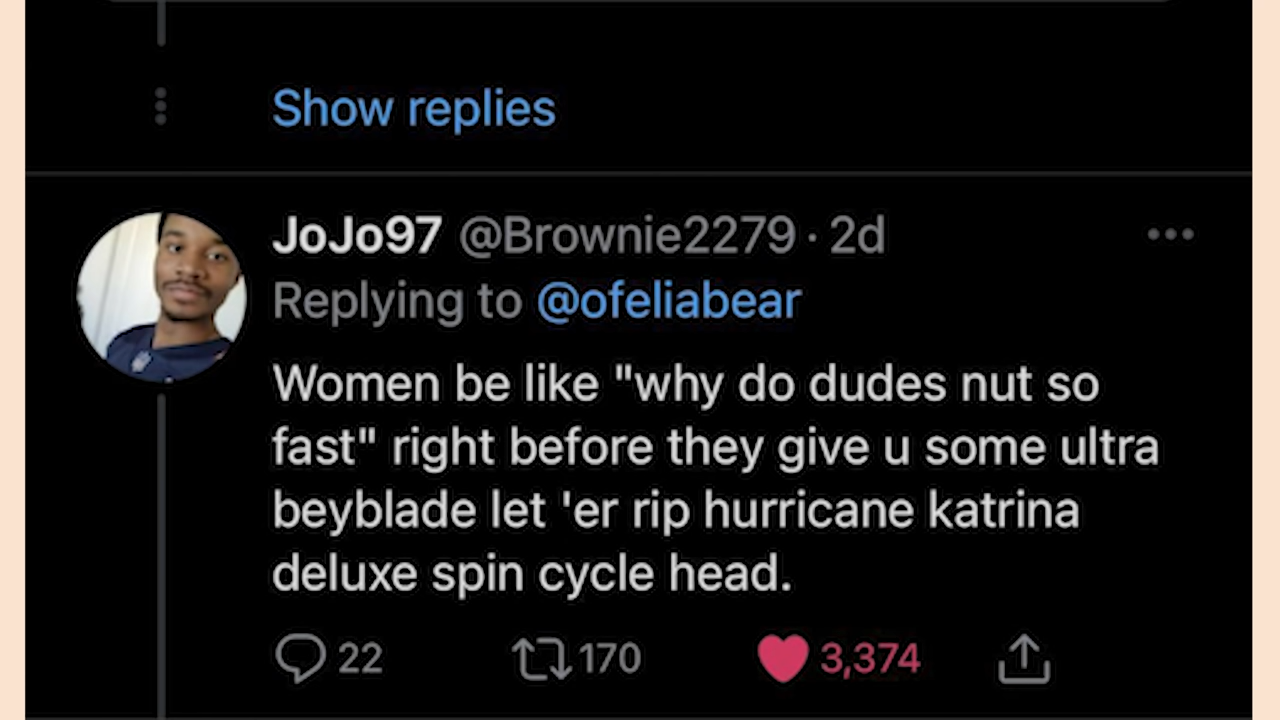 Show replies
JoJo97 @Brownie2279 · 2d
Replying to @ofeliabear
Women be like "why do dudes nut so
fast" right before they give u some ultra
beyblade let 'er rip hurricane katrina
deluxe spin cycle head.
22 170 3,374